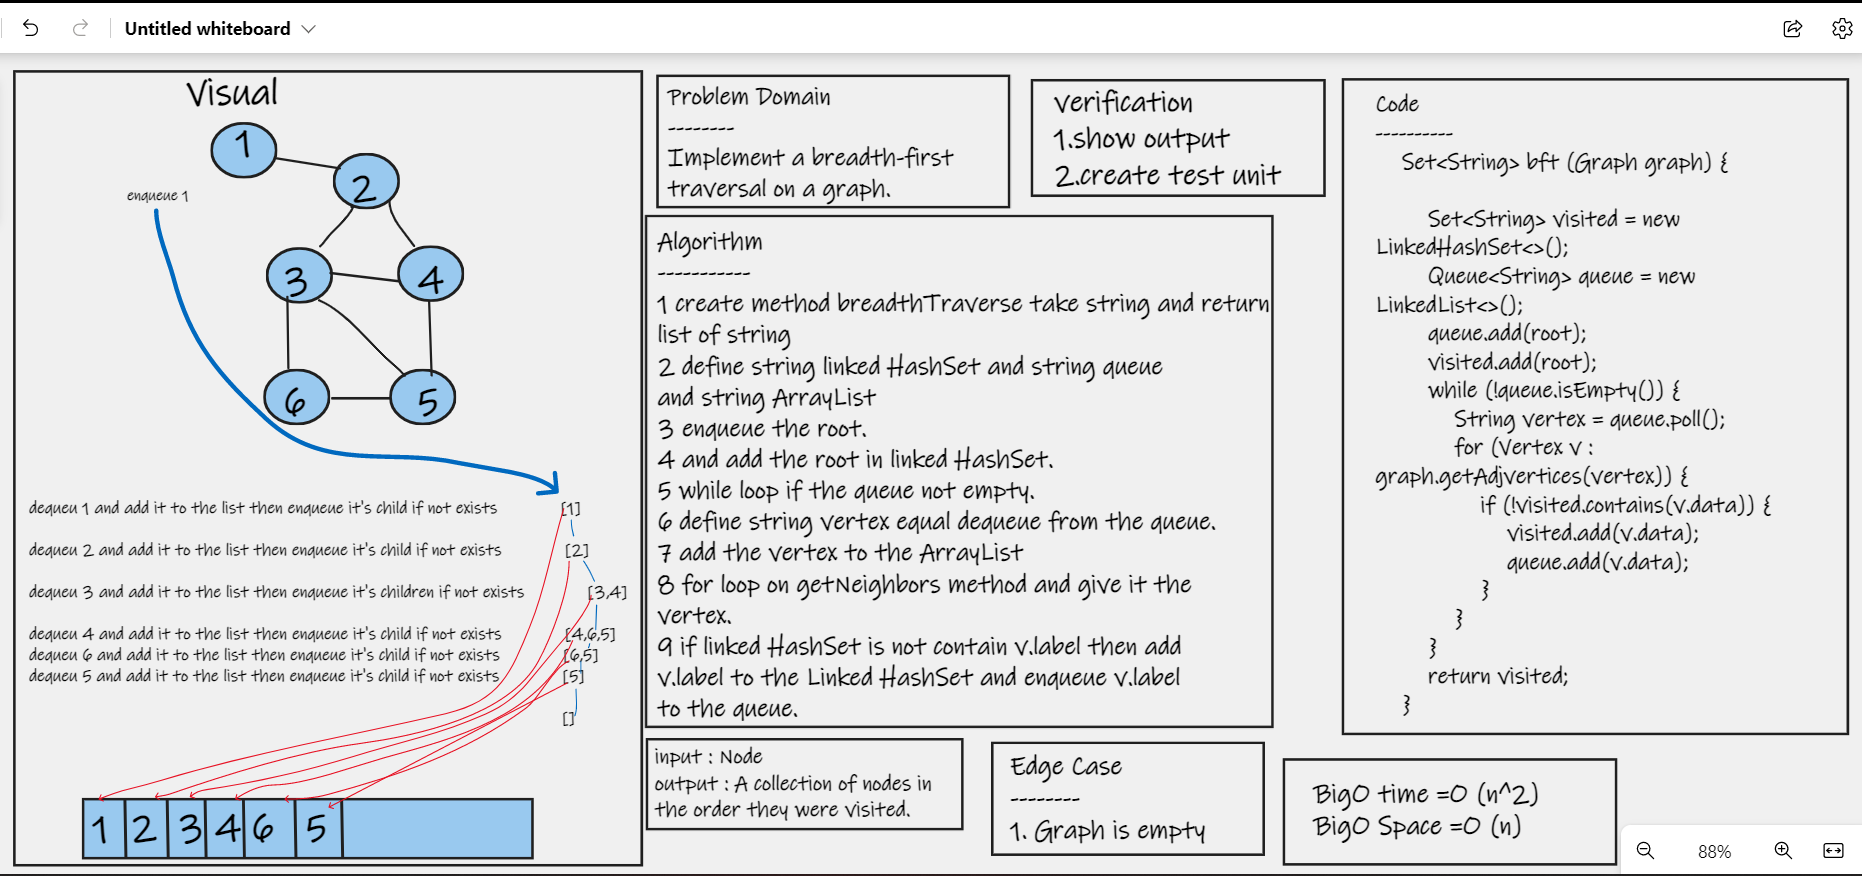 Untitled whiteboard
Visual
1
2
3
4
6
5
enqueue 1
dequeu 1 and add it to the list then enqueue it's child if not exists
[1]
dequeu 2 and add it to the list then enqueue it's child if not exists
[2]
dequeu 3 and add it to the list then enqueue it's children if not exists
[3,4]
dequeu 4 and add it to the list then enqueue it's child if not exists
[4,6,5]
dequeu 6 and add it to the list then enqueue it's child if not exists
[6,5]
dequeu 5 and add it to the list then enqueue it's child if not exists
[5]
[]
1 2 3 4 6 5
Problem Domain
--------
Implement a breadth-first
traversal on a graph.
verification
1.show output
2.create test unit
Algorithm
-----------
1 create method breadthTraverse take string and return
list of string
2 define string linked HashSet and string queue
and string ArrayList
3 enqueue the root.
4 and add the root in linked HashSet.
5 while loop if the queue not empty.
6 define string vertex equal dequeue from the queue.
7 add the vertex to the ArrayList
8 for loop on getNeighbors method and give it the
vertex.
9 if linked HashSet is not contain v.label then add
v.label to the Linked HashSet and enqueue v.label
to the queue.
input : Node
output : A collection of nodes in
the order they were visited.
Edge Case
--------
1. Graph is empty
Code
----------
Set<String> bft (Graph graph) {
Set<String> visited = new
LinkedHashSet<>();
Queue<String> queue = new
LinkedList<>();
queue.add(root);
visited.add(root);
while (!queue.isEmpty()) {
String vertex = queue.poll();
for (Vertex v :
graph.getAdjvertices(vertex)) {
if (!visited.contains(v.data)) {
visited.add(v.data);
queue.add(v.data);
}
}
}
return visited;
}
BigO time =O (n^2)
BigO Space =O (n)
88%